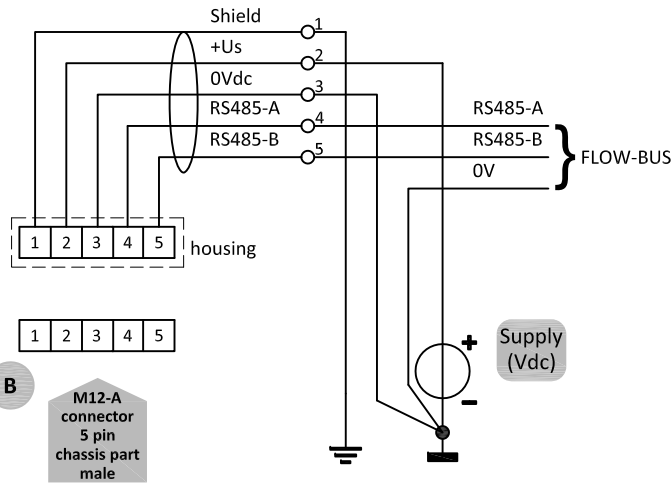 Shield 1
+Us 2
0Vdc 3
RS485-A 4 RS485-A
RS485-B 5 RS485-B
FLOW-BUS
0V
1 2 3 4 5
housing
1 2 3 4 5
+
Supply
(Vdc)
–
B
M12-A
connector
5 pin
chassis part
male